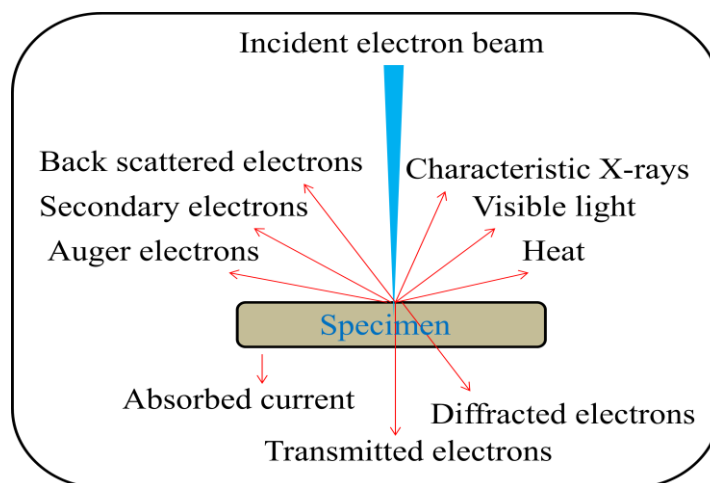 Incident electron beam
Back scattered electrons
Characteristic X-rays
Secondary electrons
Visible light
Auger electrons
Heat
Specimen
Absorbed current
Diffracted electrons
Transmitted electrons